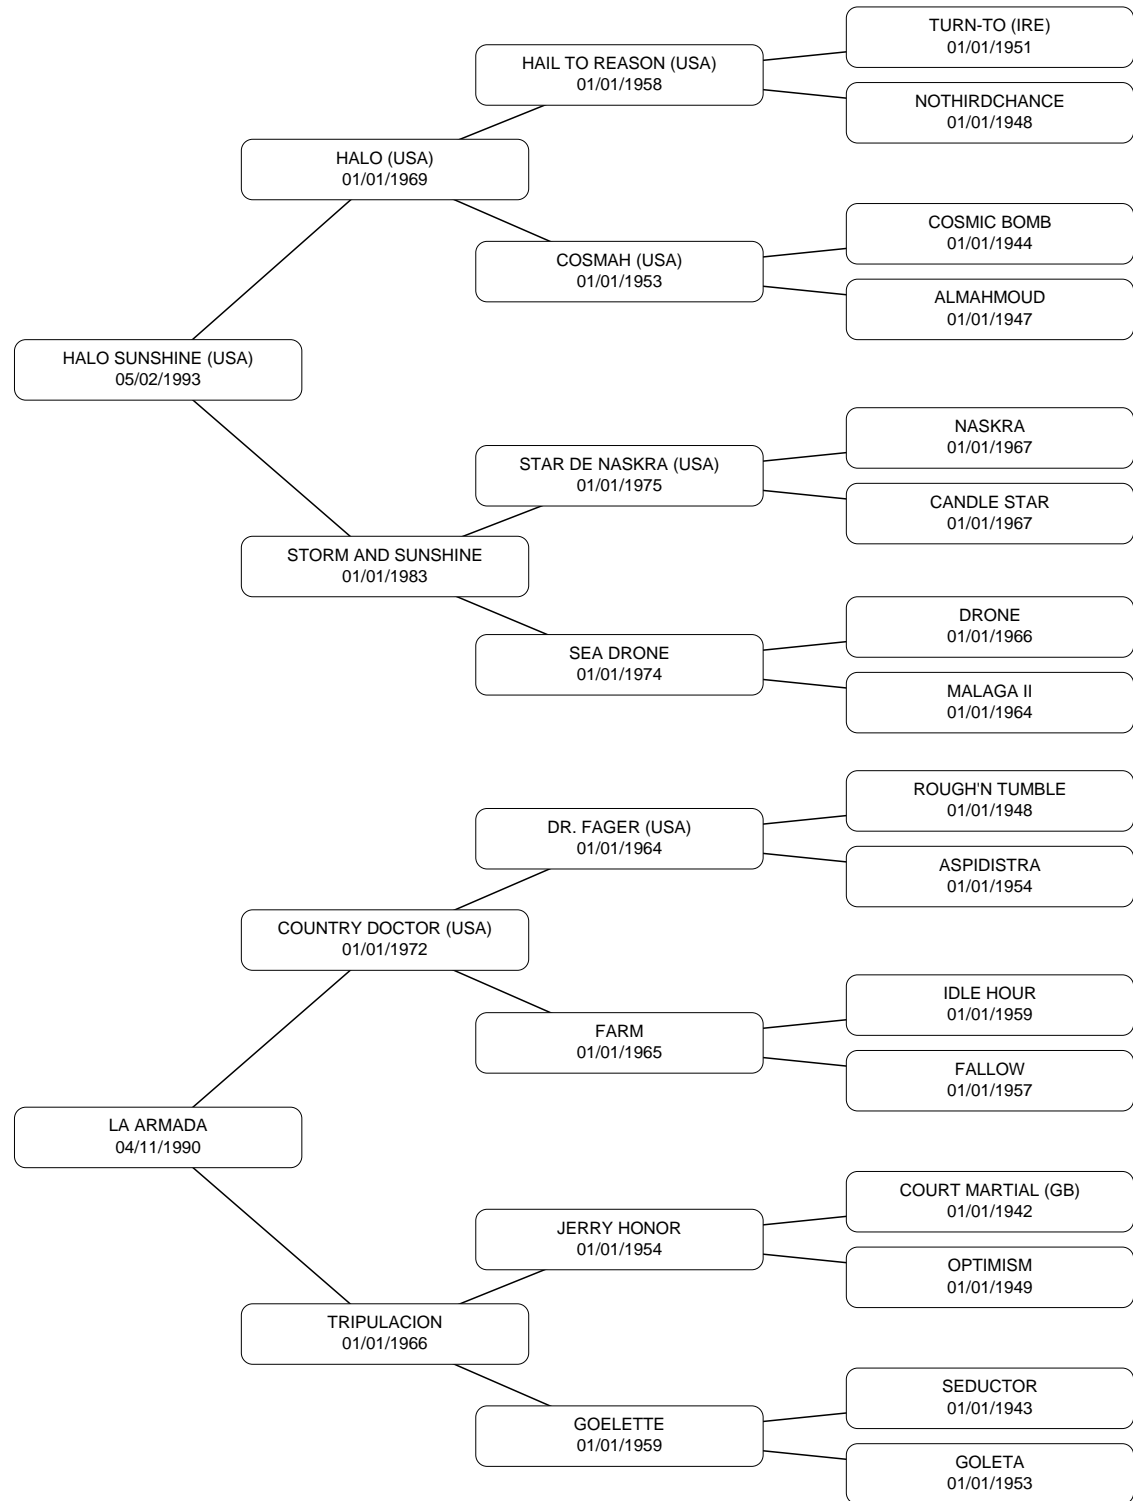 TURN-TO (IRE)
01/01/1951
HAIL TO REASON (USA)
01/01/1958
NOTHIRDCHANCE
01/01/1948
HALO (USA)
01/01/1969
COSMIC BOMB
01/01/1944
COSMAH (USA)
01/01/1953
ALMAHMOUD
01/01/1947
HALO SUNSHINE (USA)
05/02/1993
NASKRA
01/01/1967
STAR DE NASKRA (USA)
01/01/1975
CANDLE STAR
01/01/1967
STORM AND SUNSHINE
01/01/1983
DRONE
01/01/1966
SEA DRONE
01/01/1974
MALAGA II
01/01/1964
ROUGH'N TUMBLE
01/01/1948
DR. FAGER (USA)
01/01/1964
ASPIDISTRA
01/01/1954
COUNTRY DOCTOR (USA)
01/01/1972
IDLE HOUR
01/01/1959
FARM
01/01/1965
FALLOW
01/01/1957
LA ARMADA
04/11/1990
COURT MARTIAL (GB)
01/01/1942
JERRY HONOR
01/01/1954
OPTIMISM
01/01/1949
TRIPULACION
01/01/1966
SEDUCTOR
01/01/1943
GOELETTE
01/01/1959
GOLETA
01/01/1953